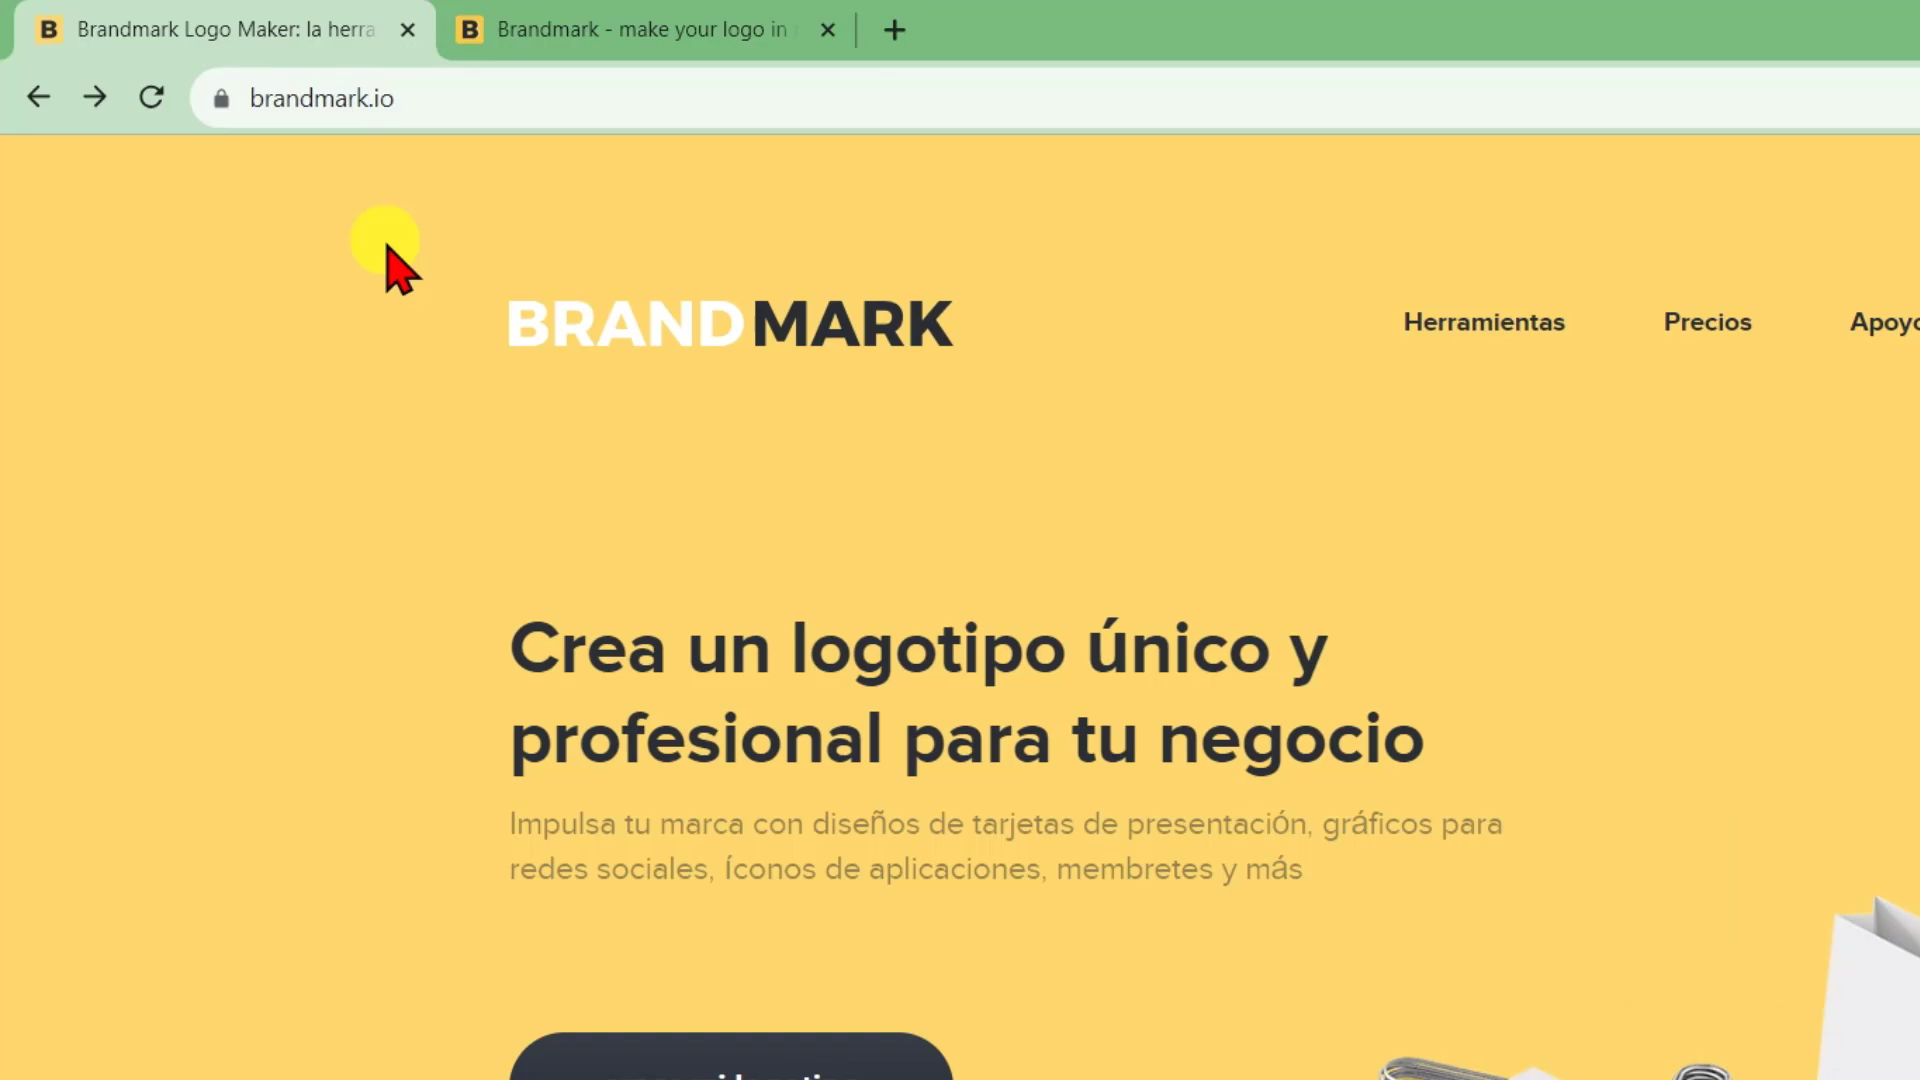 B Brandmark Logo Maker: la herra
B Brandmark - make your logo in
brandmark.io
BRANDMARK
Herramientas Precios
Crea un logotipo único y
profesional para tu negocio
Impulsa tu marca con diseños de tarjetas de presentación, gráficos para
redes sociales, íconos de aplicaciones, membretes y más